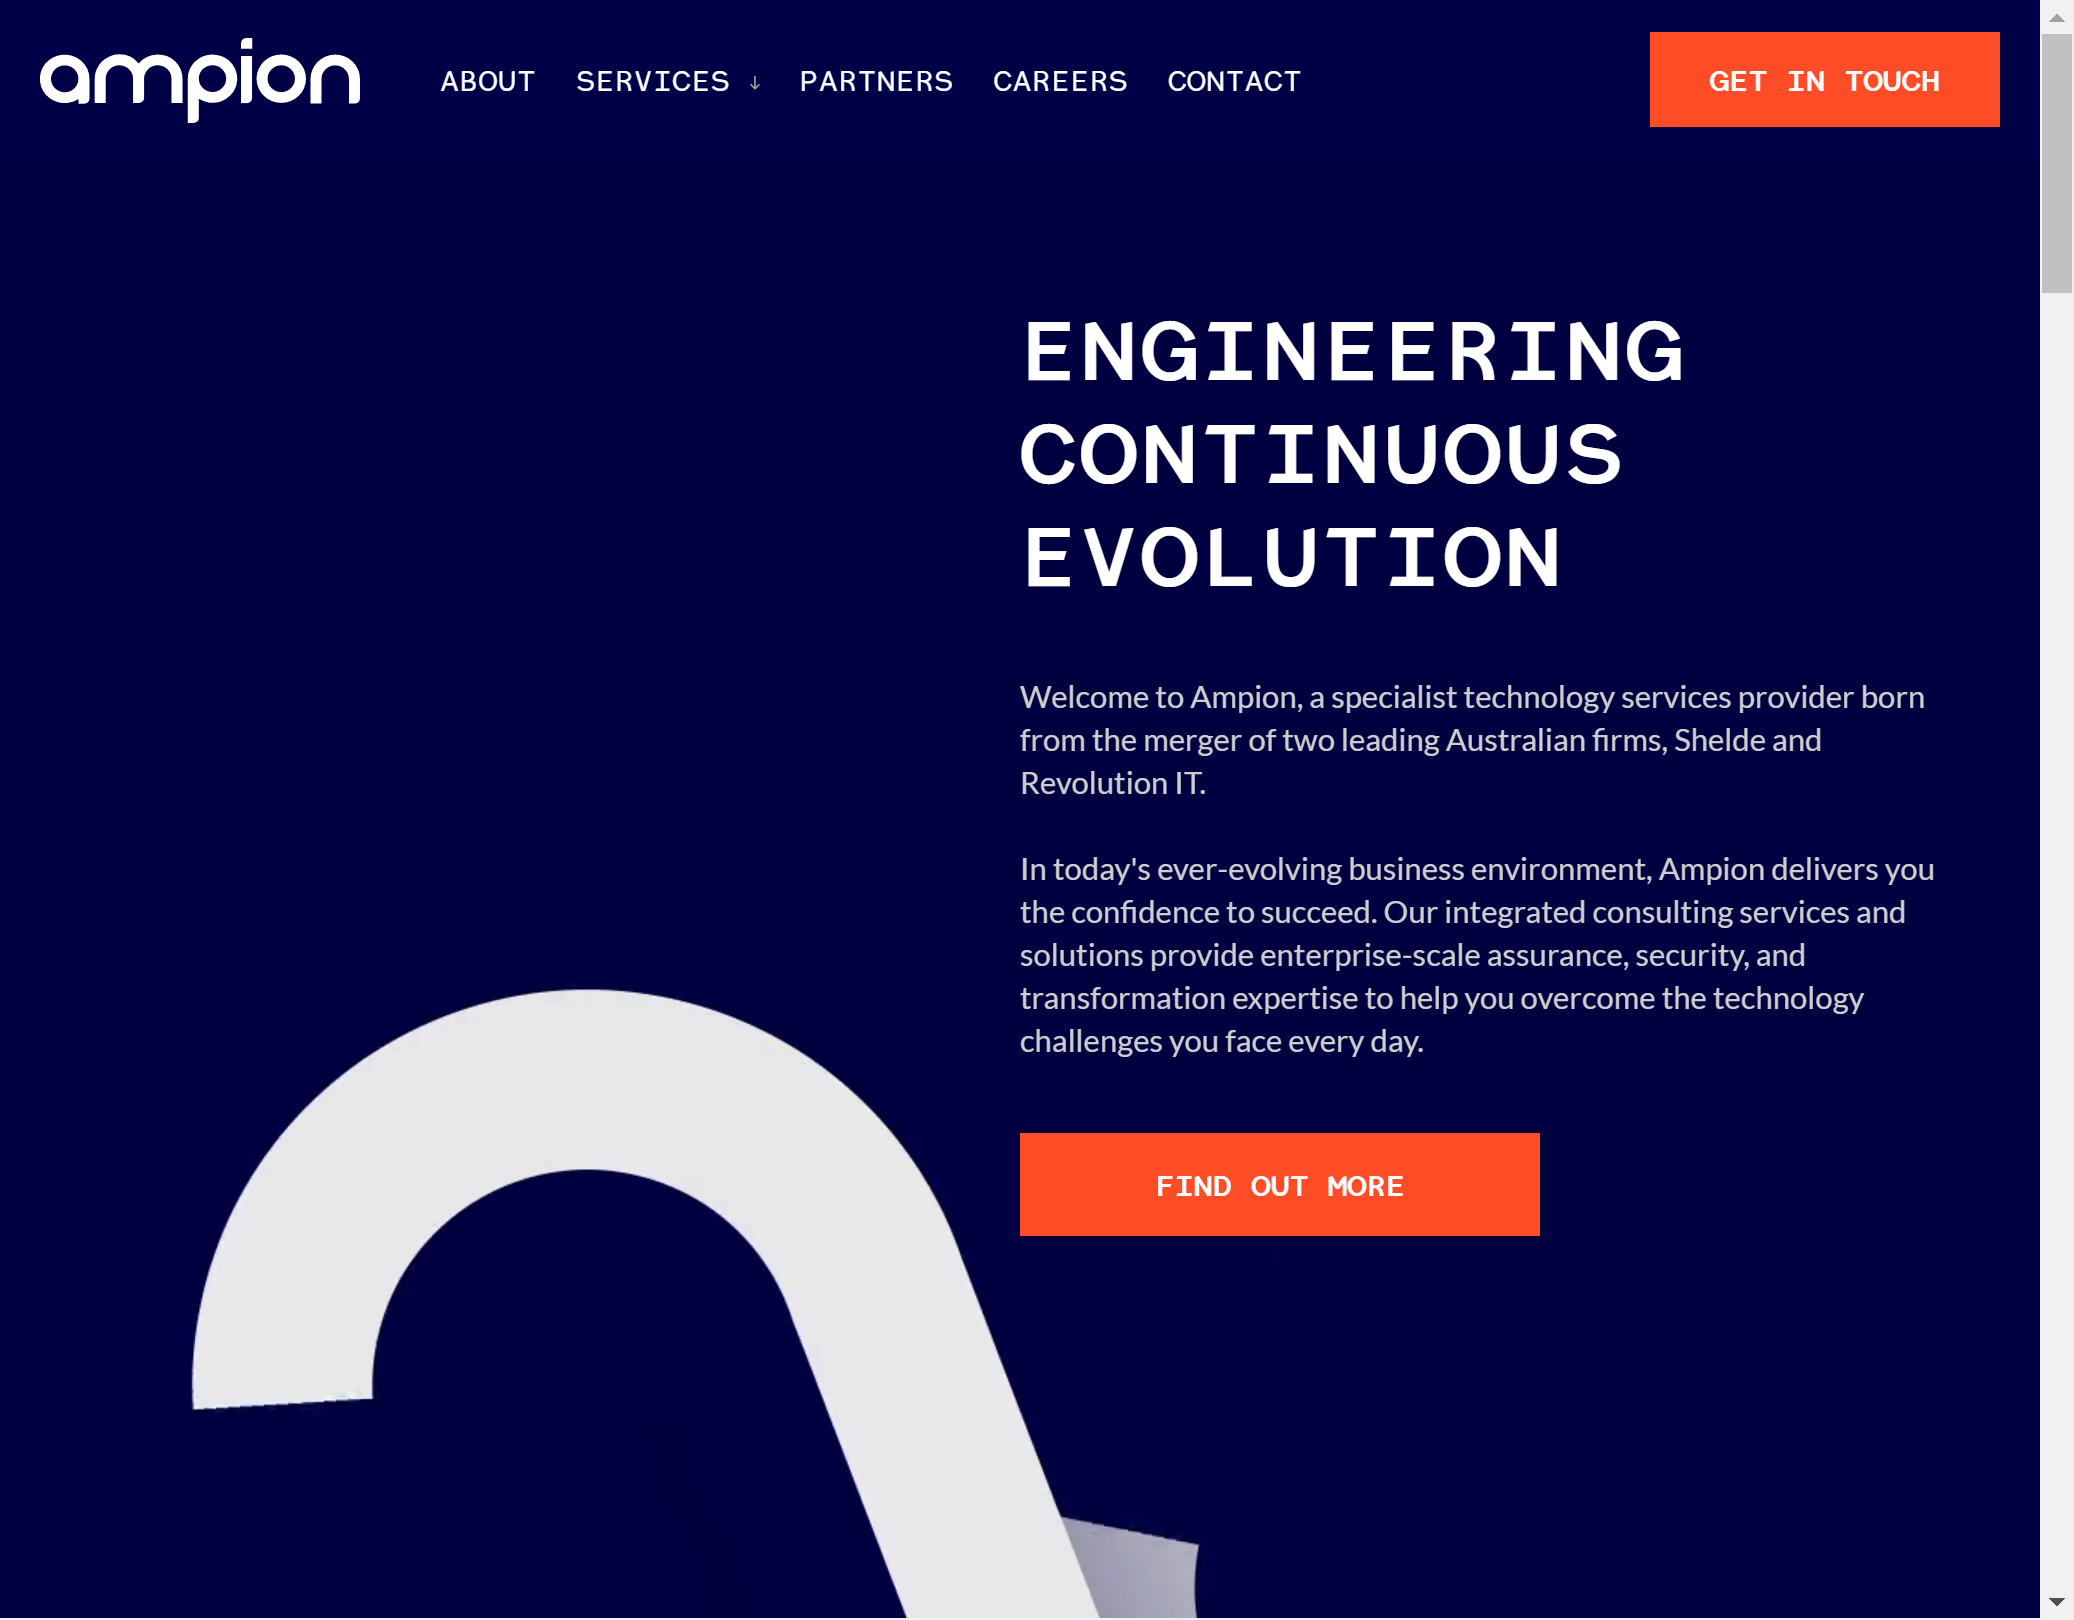 ampion
ABOUT SERVICES ↓ PARTNERS CAREERS CONTACT
GET IN TOUCH
ENGINEERING
CONTINUOUS
EVOLUTION
Welcome to Ampion, a specialist technology services provider born
from the merger of two leading Australian firms, Shelde and
Revolution IT.
In today's ever-evolving business environment, Ampion delivers you
the confidence to succeed. Our integrated consulting services and
solutions provide enterprise-scale assurance, security, and
transformation expertise to help you overcome the technology
challenges you face every day.
FIND OUT MORE